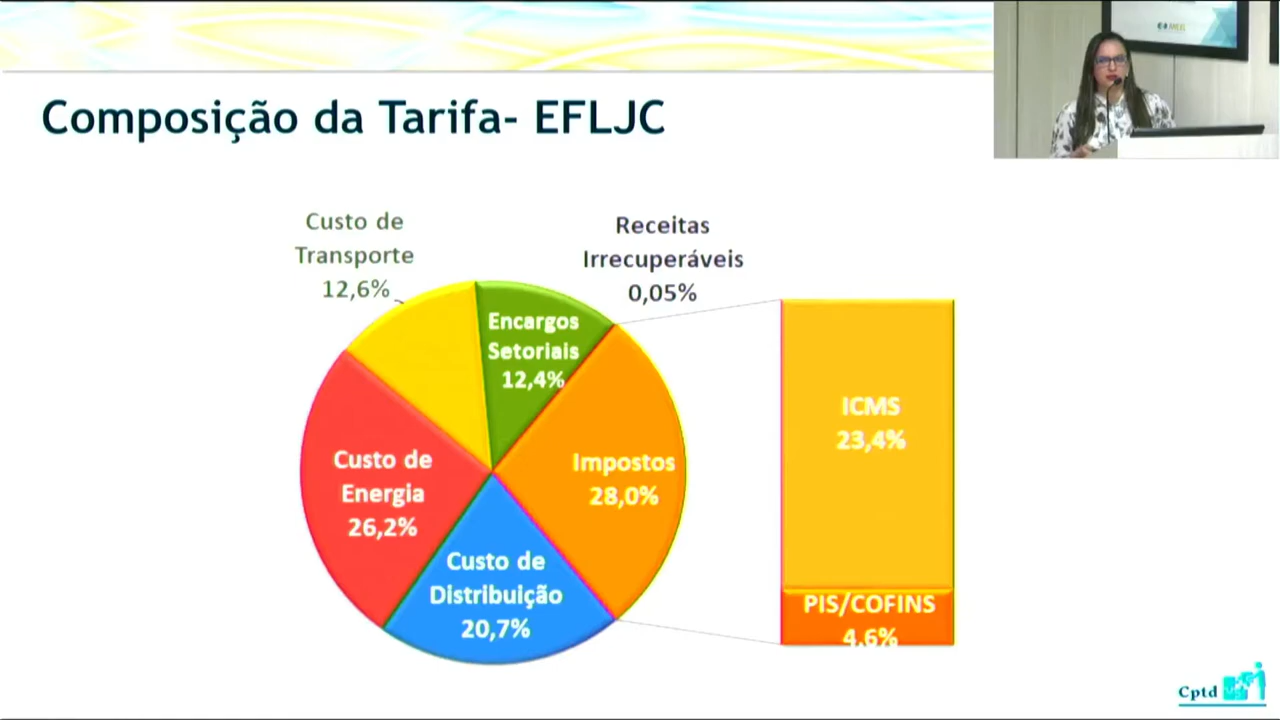 Composição da Tarifa- EFLJC
Custo de
Transporte
12,6%
Receitas
Irrecuperáveis
0,05%
Encargos
Setoriais
12,4%
ICMS
23,4%
Custo de
Energia
26,2%
Impostos
28,0%
Custo de
Distribuição
20,7%
PIS/COFINS
4,6%
Cptd